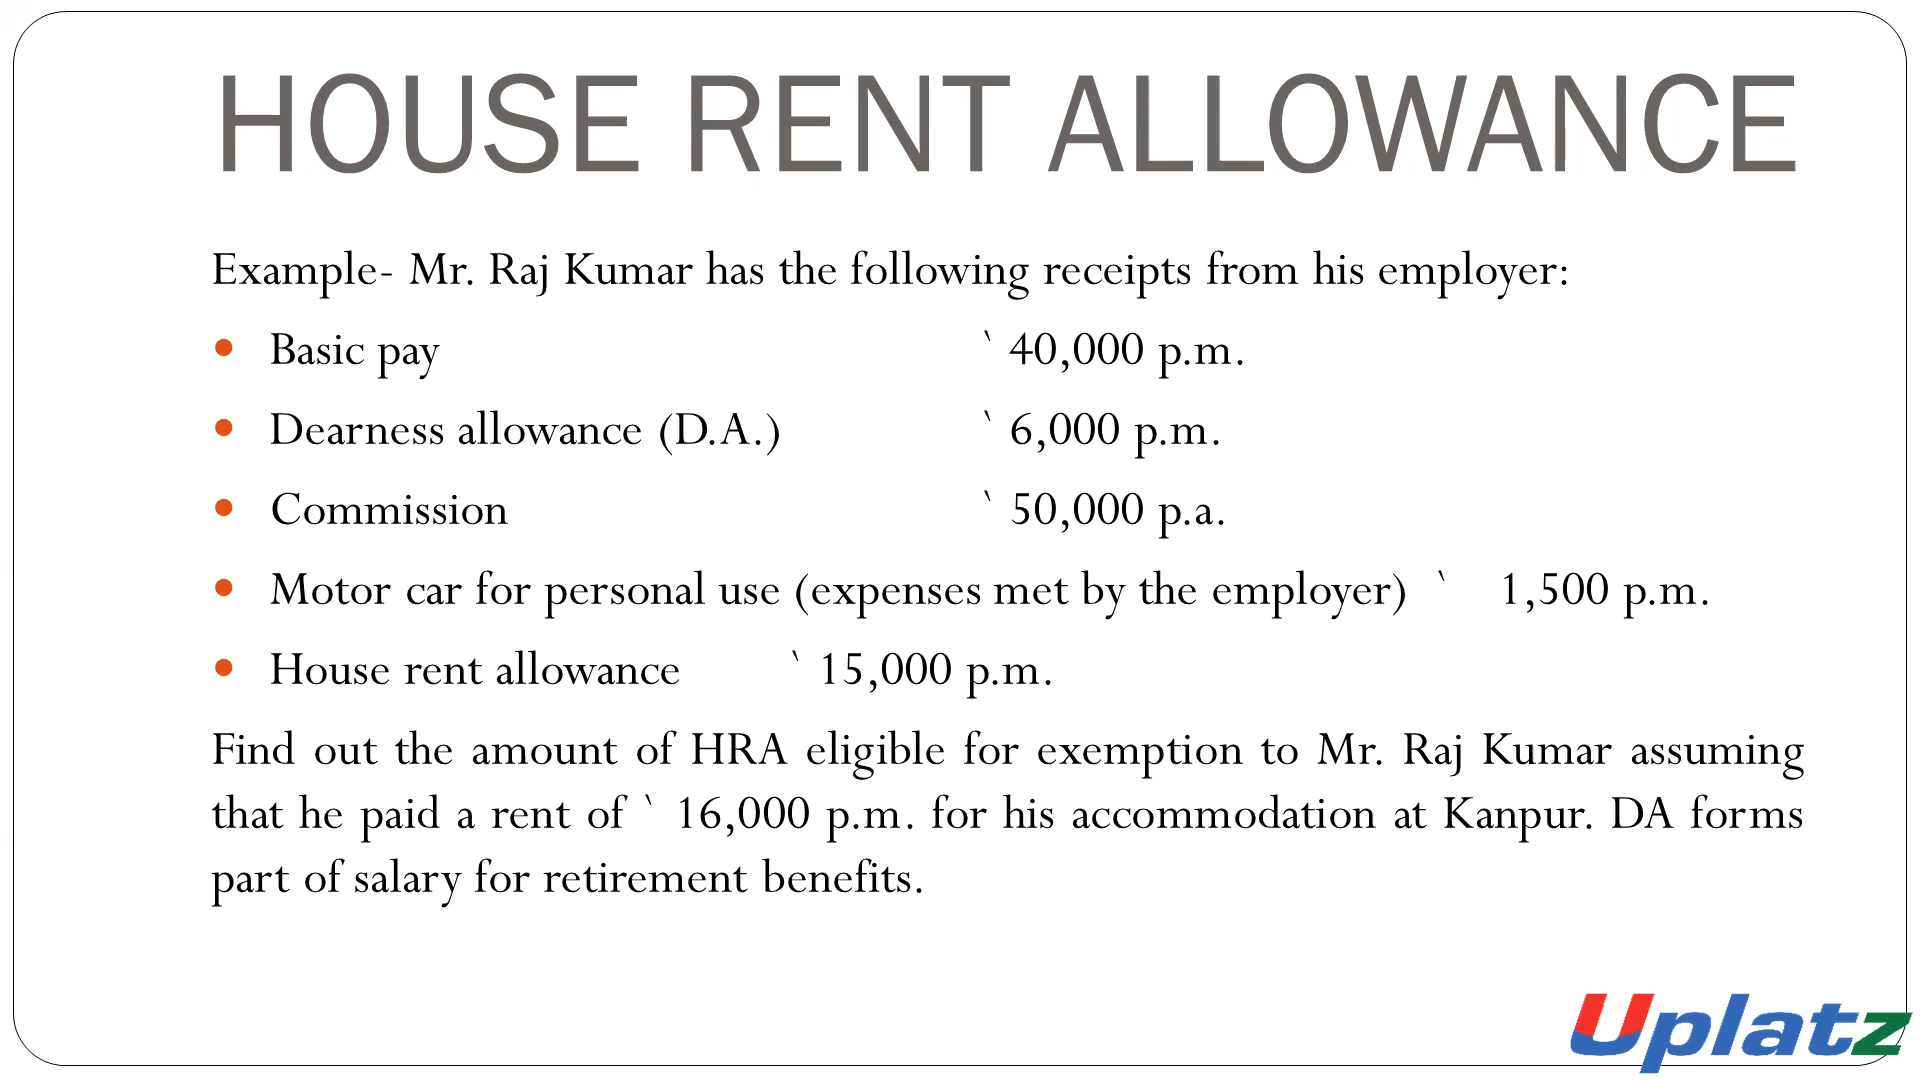 HOUSE RENT ALLOWANCE
Example- Mr. Raj Kumar has the following receipts from his employer:
• Basic pay ` 40,000 p.m.
• Dearness allowance (D.A.) ` 6,000 p.m.
• Commission ` 50,000 p.a.
• Motor car for personal use (expenses met by the employer) ` 1,500 p.m.
• House rent allowance ` 15,000 p.m.
Find out the amount of HRA eligible for exemption to Mr. Raj Kumar assuming
that he paid a rent of ` 16,000 p.m. for his accommodation at Kanpur. DA forms
part of salary for retirement benefits.
Uplatz